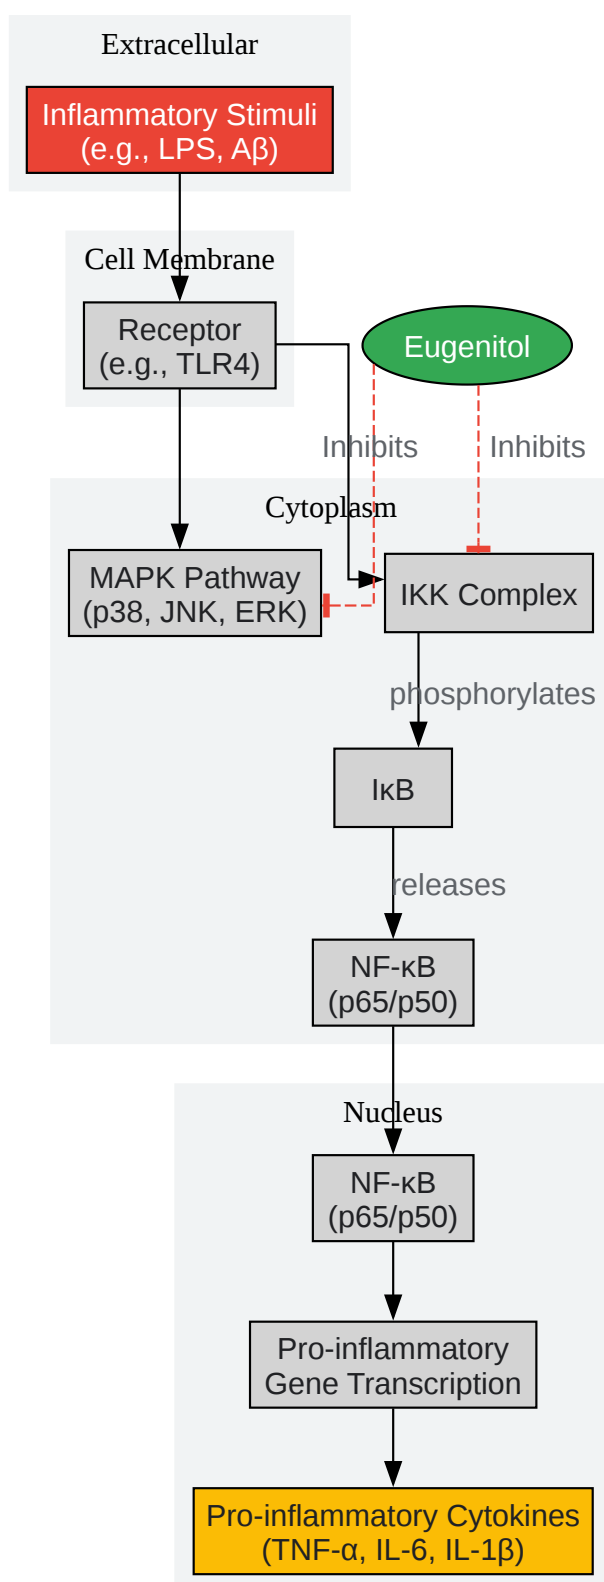 Extracellular
Inflammatory Stimuli
(e.g., LPS, Aβ)
Cell Membrane
Receptor
(e.g., TLR4)
Eugenitol
Inhibits
Inhibits
Cytoplasm
MAPK Pathway
(p38, JNK, ERK)
IKK Complex
phosphorylates
IκB
releases
NF-κB
(p65/p50)
Nucleus
NF-κB
(p65/p50)
Pro-inflammatory
Gene Transcription
Pro-inflammatory Cytokines
(TNF-α, IL-6, IL-1β)